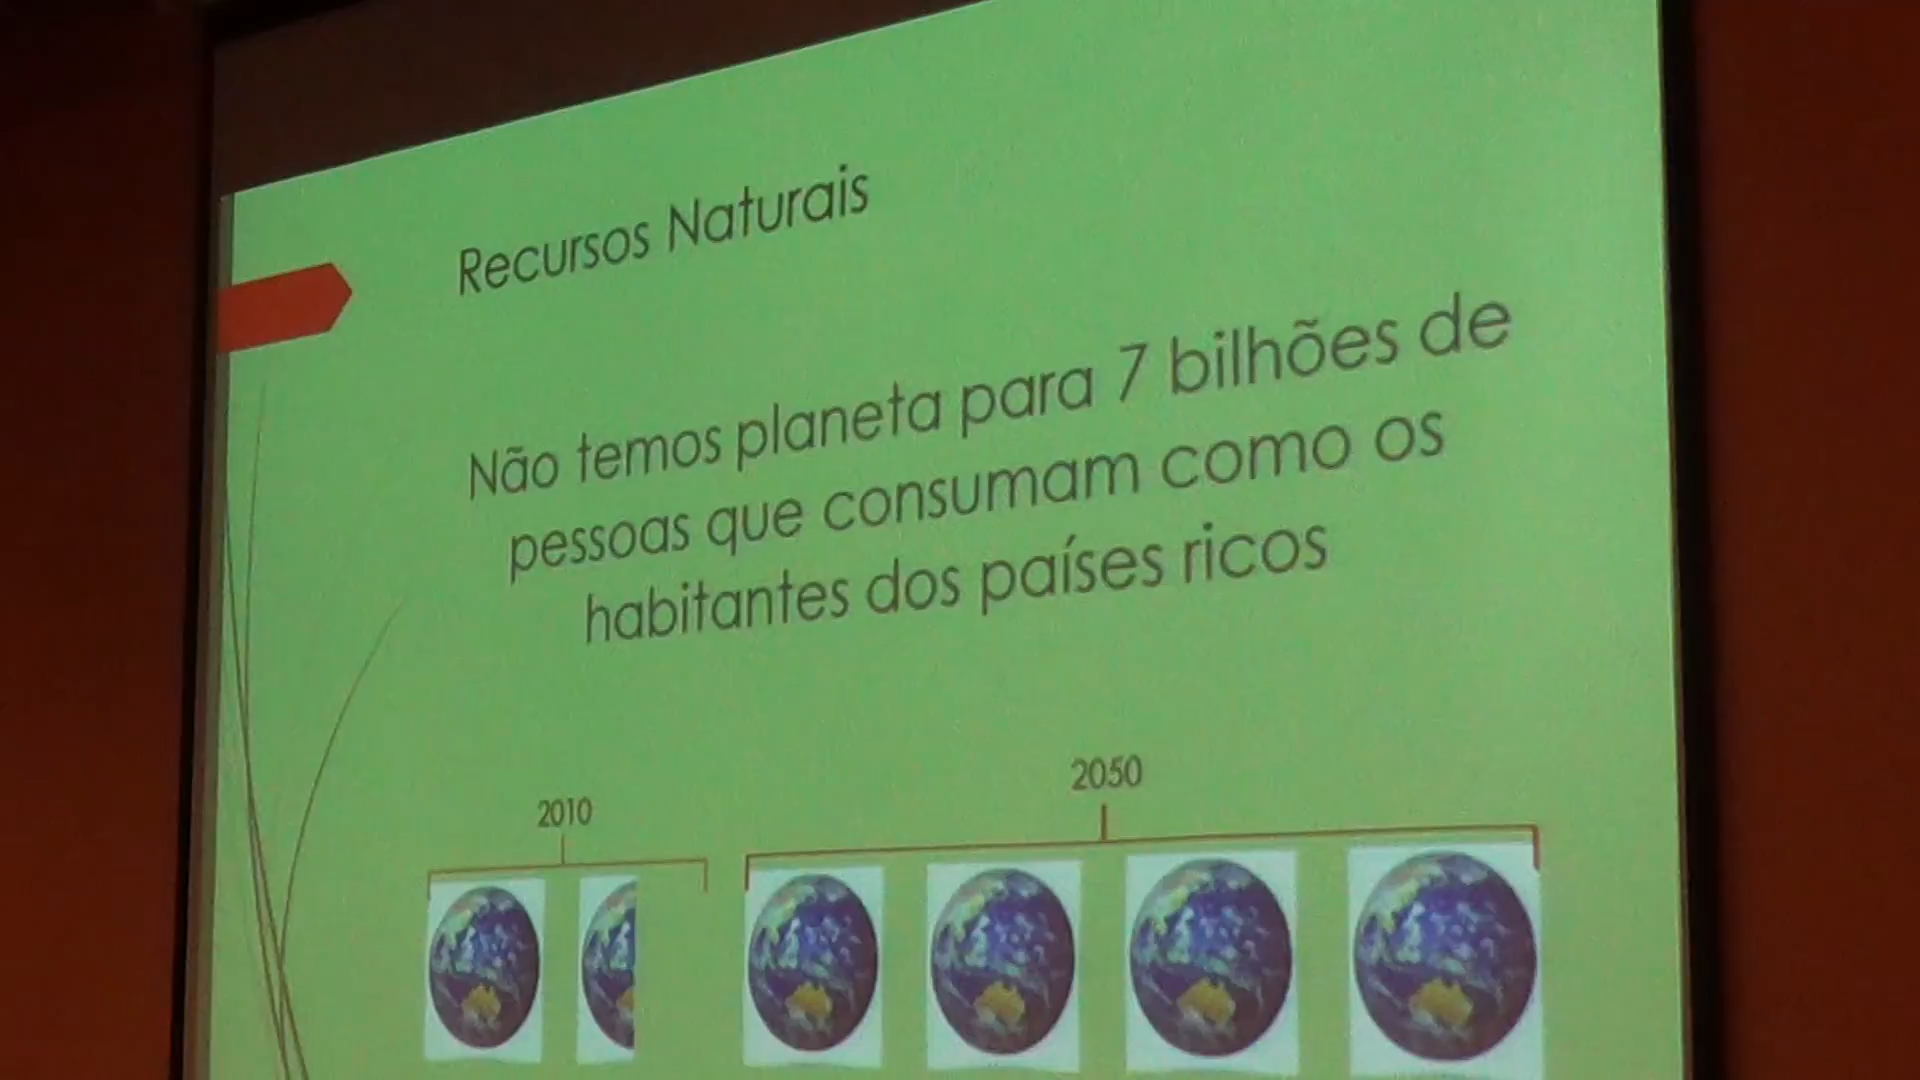 Recursos Naturais
Não temos planeta para 7 bilhões de
pessoas que consumam como os
habitantes dos países ricos
2010
2050